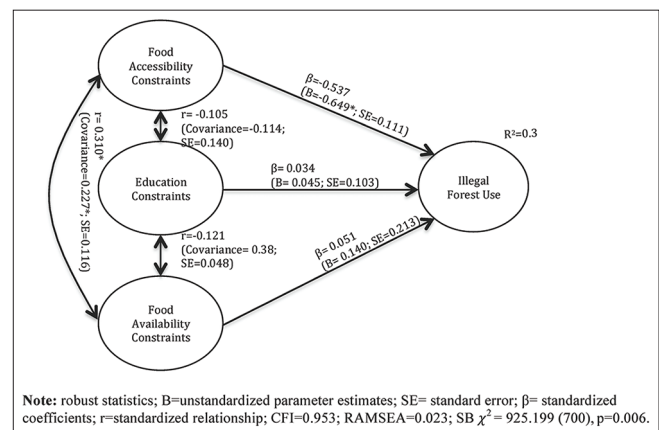 Food
Accessibility
Constraints
β=-0.537
(B=-0.649*; SE=0.111)
r= 0.310*
(Covariance=0.227*; SE=0.116)
r= -0.105
(Covariance=-0.114;
SE=0.140)
R²=0.3
Education
Constraints
β= 0.034
(B= 0.045; SE=0.103)
Illegal
Forest Use
r=-0.121
(Covariance= 0.38;
SE=0.048)
β= 0.051
(B= 0.140; SE=0.213)
Food
Availability
Constraints
Note: robust statistics; B=unstandardized parameter estimates; SE= standard error; β= standardized
coefficients; r=standardized relationship; CFI=0.953; RAMSEA=0.023; SB χ² = 925.199 (700), p=0.006.